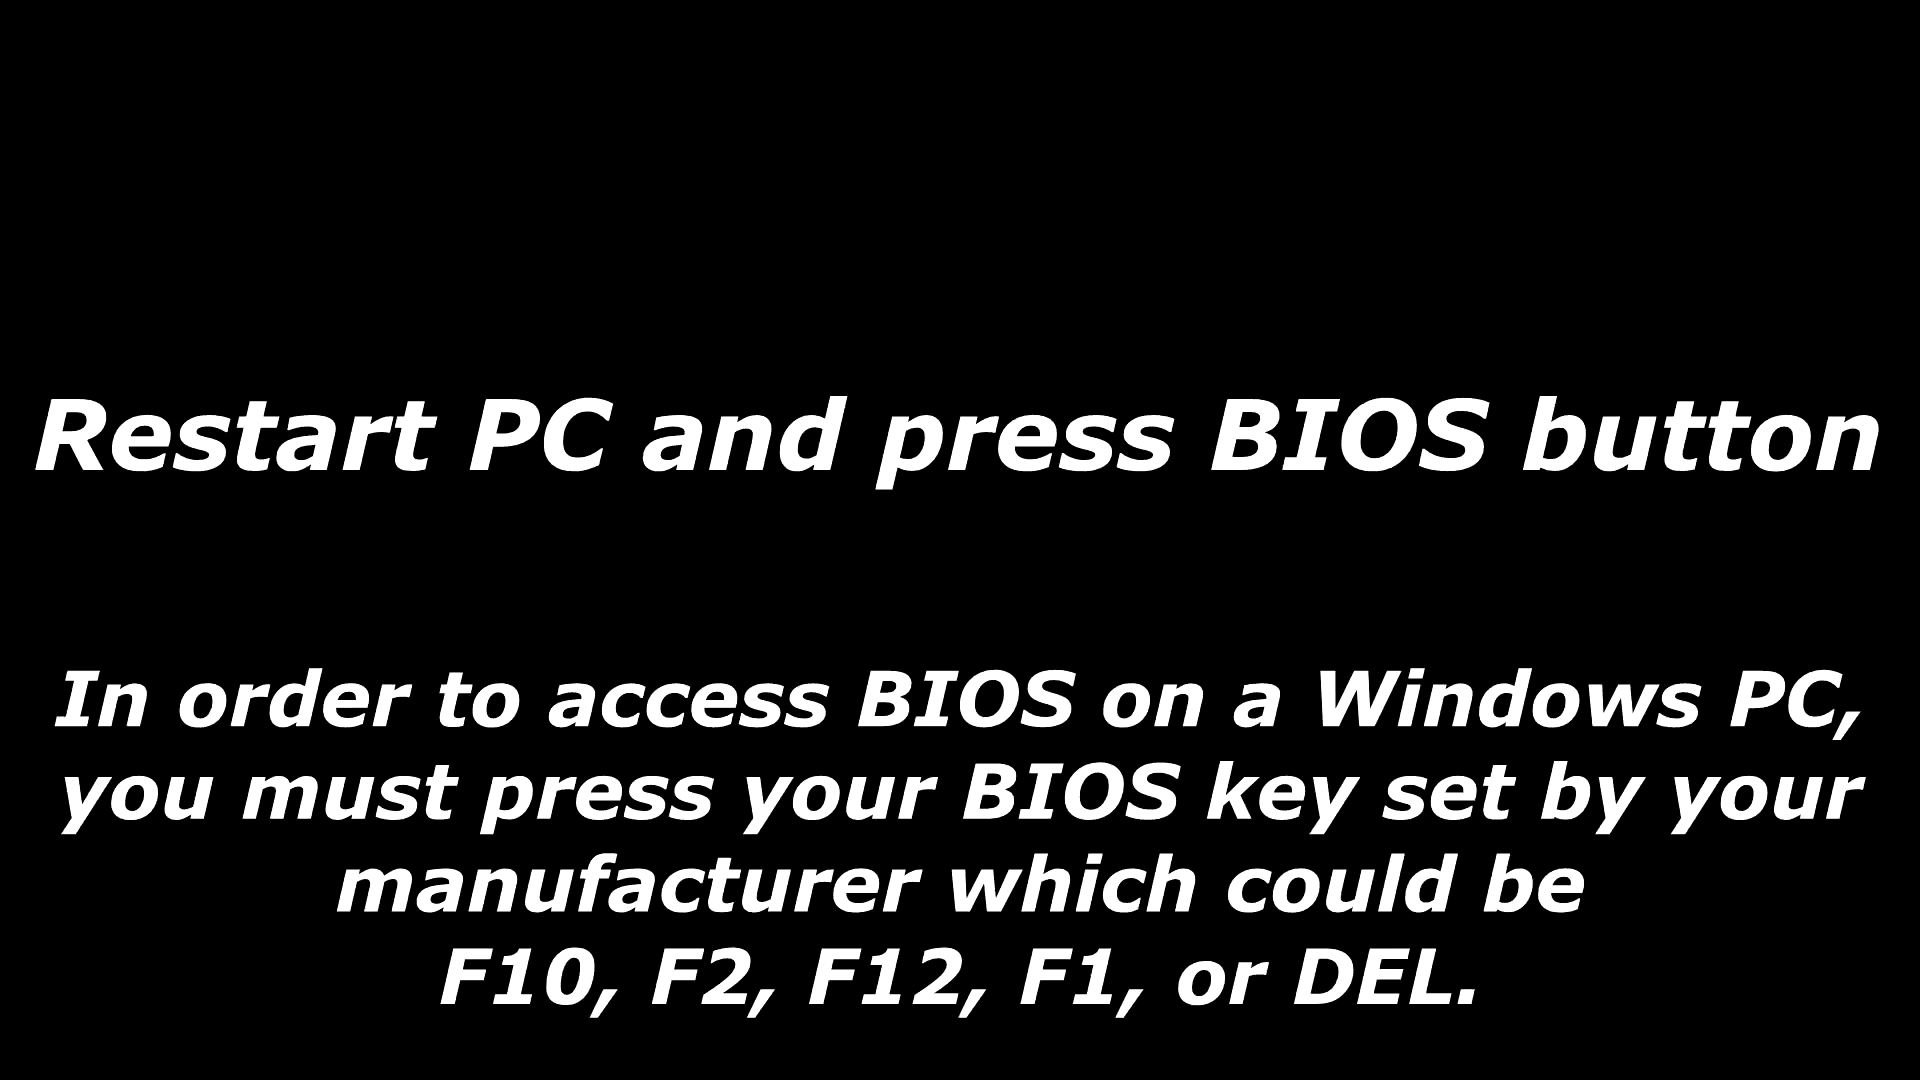 Restart PC and press BIOS button
In order to access BIOS on a Windows PC,
you must press your BIOS key set by your
manufacturer which could be
F10, F2, F12, F1, or DEL.